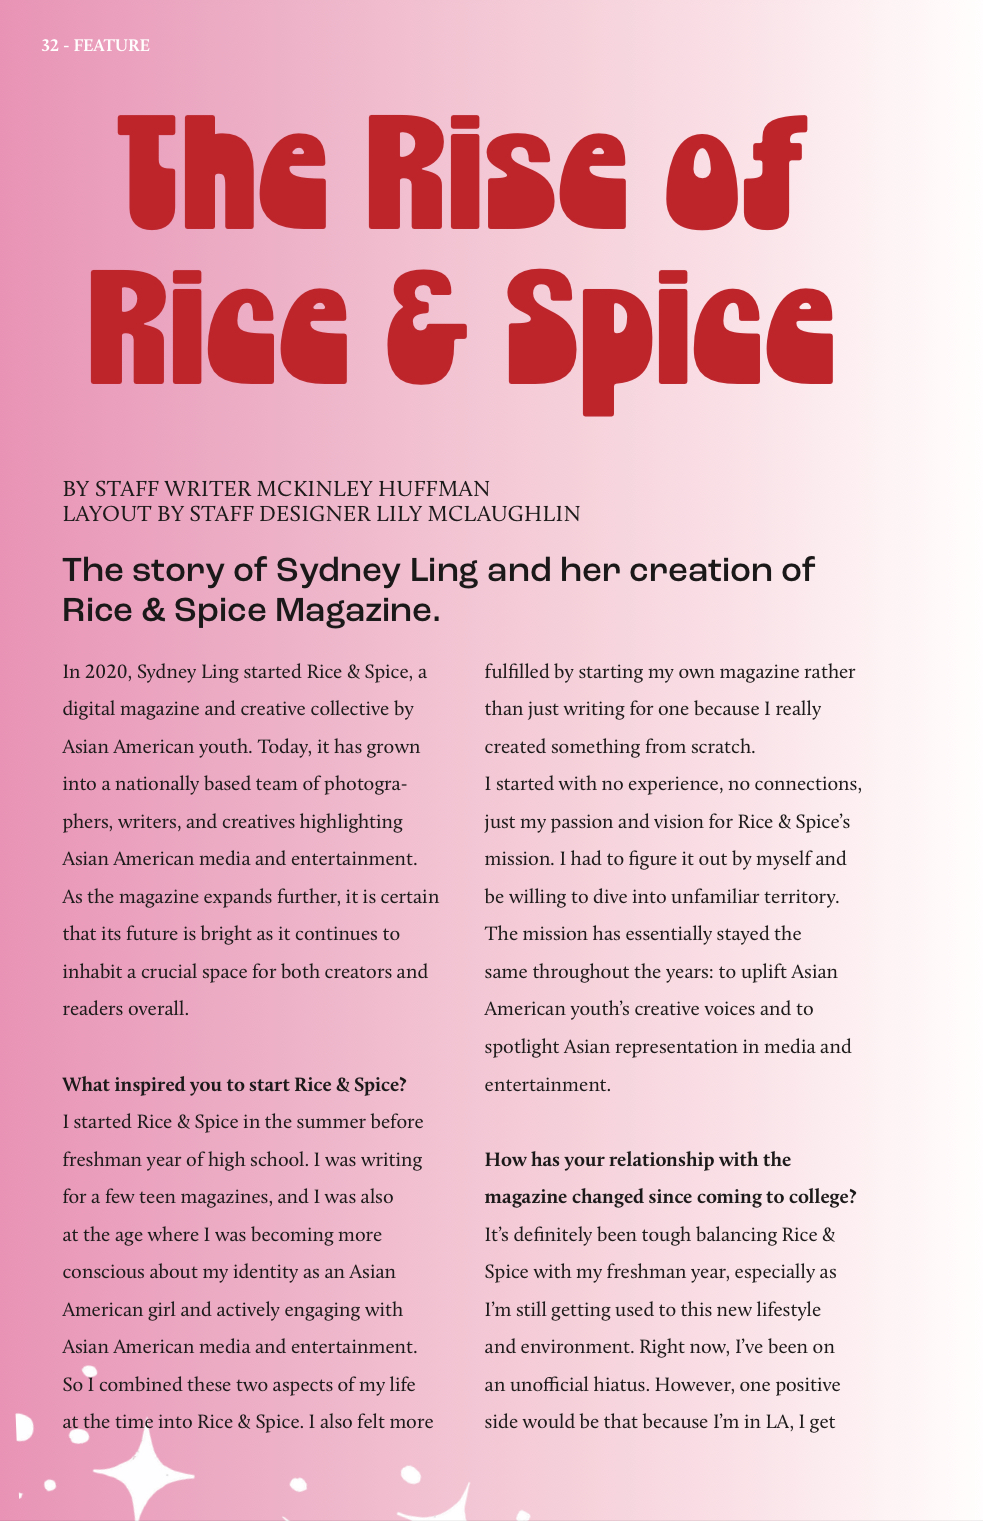 32 - FEATURE
The Rise of
Rice & Spice
BY STAFF WRITER MCKINLEY HUFFMAN
LAYOUT BY STAFF DESIGNER LILY MCLAUGHLIN
The story of Sydney Ling and her creation of
Rice & Spice Magazine.
In 2020, Sydney Ling started Rice & Spice, a
digital magazine and creative collective by
Asian American youth. Today, it has grown
into a nationally based team of photogra-
phers, writers, and creatives highlighting
Asian American media and entertainment.
As the magazine expands further, it is certain
that its future is bright as it continues to
inhabit a crucial space for both creators and
readers overall.
What inspired you to start Rice & Spice?
I started Rice & Spice in the summer before
freshman year of high school. I was writing
for a few teen magazines, and I was also
at the age where I was becoming more
conscious about my identity as an Asian
American girl and actively engaging with
Asian American media and entertainment.
So I combined these two aspects of my life
at the time into Rice & Spice. I also felt more
fulfilled by starting my own magazine rather
than just writing for one because I really
created something from scratch.
I started with no experience, no connections,
just my passion and vision for Rice & Spice’s
mission. I had to figure it out by myself and
be willing to dive into unfamiliar territory.
The mission has essentially stayed the
same throughout the years: to uplift Asian
American youth’s creative voices and to
spotlight Asian representation in media and
entertainment.
How has your relationship with the
magazine changed since coming to college?
It’s definitely been tough balancing Rice &
Spice with my freshman year, especially as
I’m still getting used to this new lifestyle
and environment. Right now, I’ve been on
an unofficial hiatus. However, one positive
side would be that because I’m in LA, I get